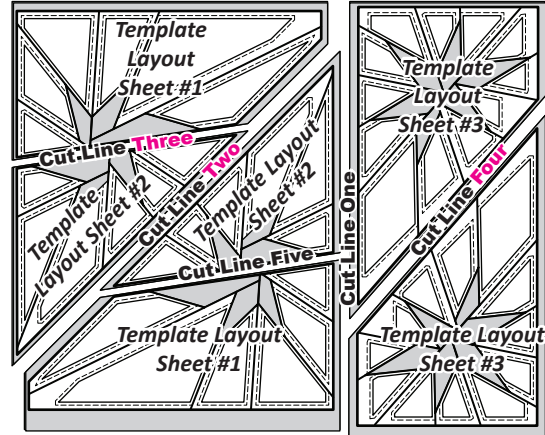 Template
Layout
Sheet #1
Template
Layout
Sheet #3
Cut Line Three
Cut Line Two
Template
Layout Sheet #2
Template Layout
Sheet #2
Cut Line One
Cut Line Four
Cut Line Five
Template Layout
Sheet #1
Template Layout
Sheet #3